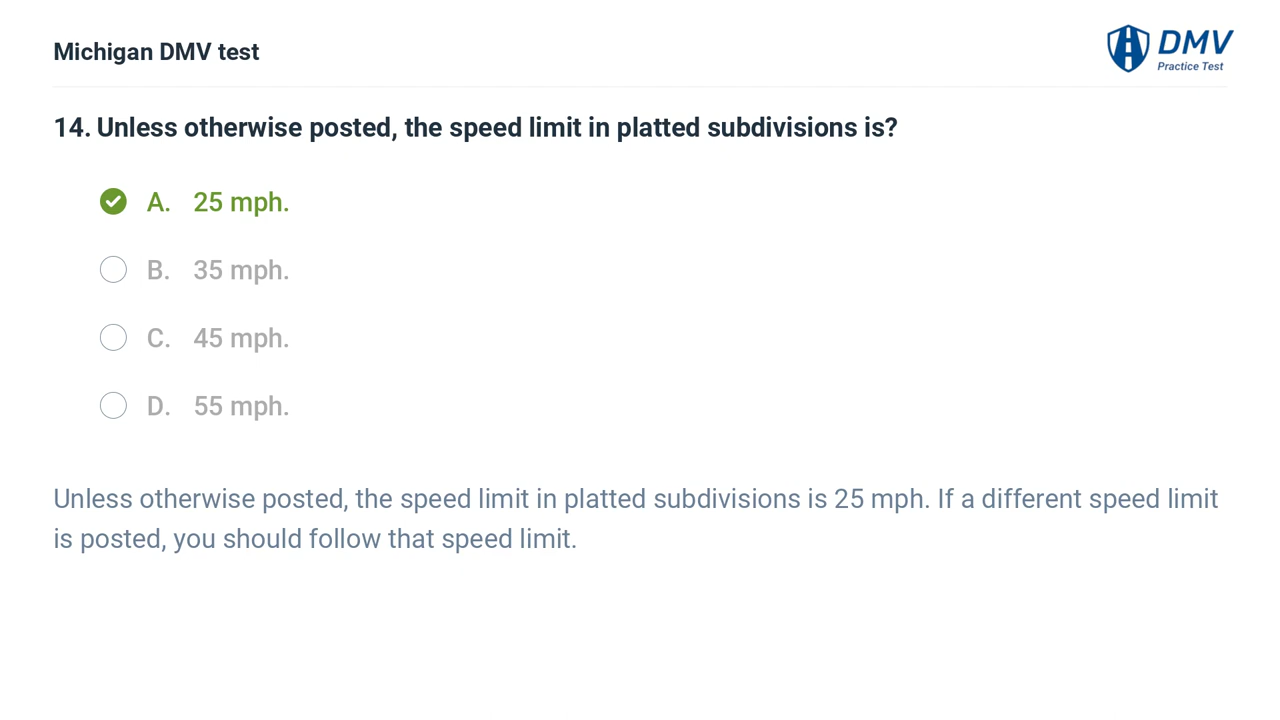 Michigan DMV test
DMV
Practice Test
14. Unless otherwise posted, the speed limit in platted subdivisions is?
A. 25 mph.
B. 35 mph.
C. 45 mph.
D. 55 mph.
Unless otherwise posted, the speed limit in platted subdivisions is 25 mph. If a different speed limit
is posted, you should follow that speed limit.